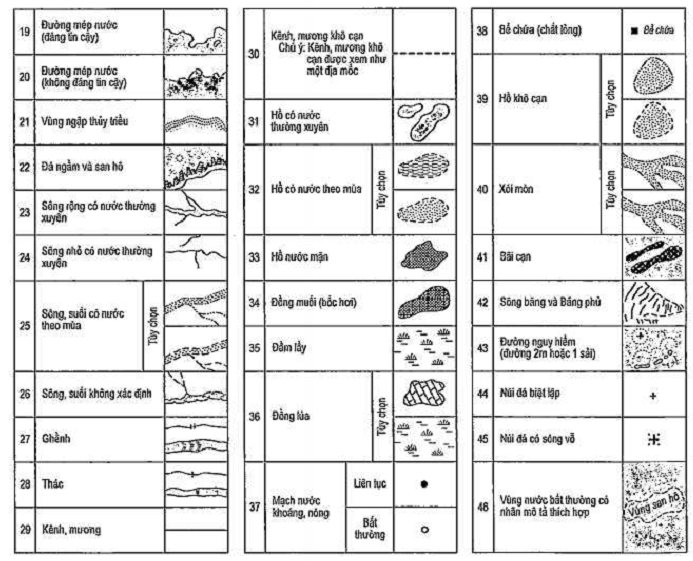 19 Đường mép nước
(đáng tin cậy)
20 Đường mép nước
(không đáng tin cậy)
21 Vùng ngập thủy triều
22 Đá ngầm và san hô
23 Sông rộng có nước thường
xuyên
24 Sông nhỏ có nước thường
xuyên
25 Sông, suối có nước
theo mùa
Tùy chọn
26 Sông, suối không xác định
27 Ghềnh
28 Thác
29 Kênh, mương
30 Kênh, mương khô cạn
Chú ý: Kênh, mương khô
cạn được xem như
một địa mốc
31 Hồ có nước
thường xuyên
32 Hồ có nước theo mùa
Tùy chọn
33 Hồ nước mặn
34 Đồng muối (bốc hơi)
35 Đầm lầy
36 Đồng lúa
Tùy chọn
37 Mạch nước
khoáng, nóng
Liên tục
Bất
thường
38 Bể chứa (chất lỏng)
Bể chứa
39 Hồ khô cạn
Tùy chọn
40 Xói mòn
Tùy chọn
41 Bãi cạn
42 Sông băng và Băng phủ
43 Đường nguy hiểm
(đường 2m hoặc 1 sải)
44 Núi đá biệt lập
45 Núi đá có sóng vỗ
46 Vùng nước bất thường có
nhãn mô tả thích hợp
Vùng san hô